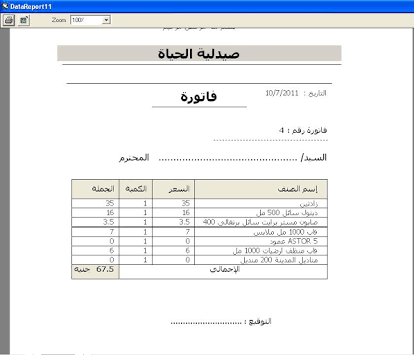 DataReport11
Zoom 100%
صيدلية الحياة
التاريخ : 10/7/2011
فاتورة
فاتورة رقم : 4
السيد/ ............................................... المحترم
إسم الصنف السعر الكمية الجملة
زانتين 35 1 35
ديتول سائل 500 مل 16 1 16
صابون مستر برايت سائل برتقالي 400 3.5 1 3.5
فاب 1000 مل ملابس 7 1 7
ASTOR 5 عمود 0 1 0
فاب منظف ارضيات 1000 مل 6 1 6
مناديل المدينة 200 منديل 0 1 0
الإجمالي 67.5 جنيه
التوقيع : ............................